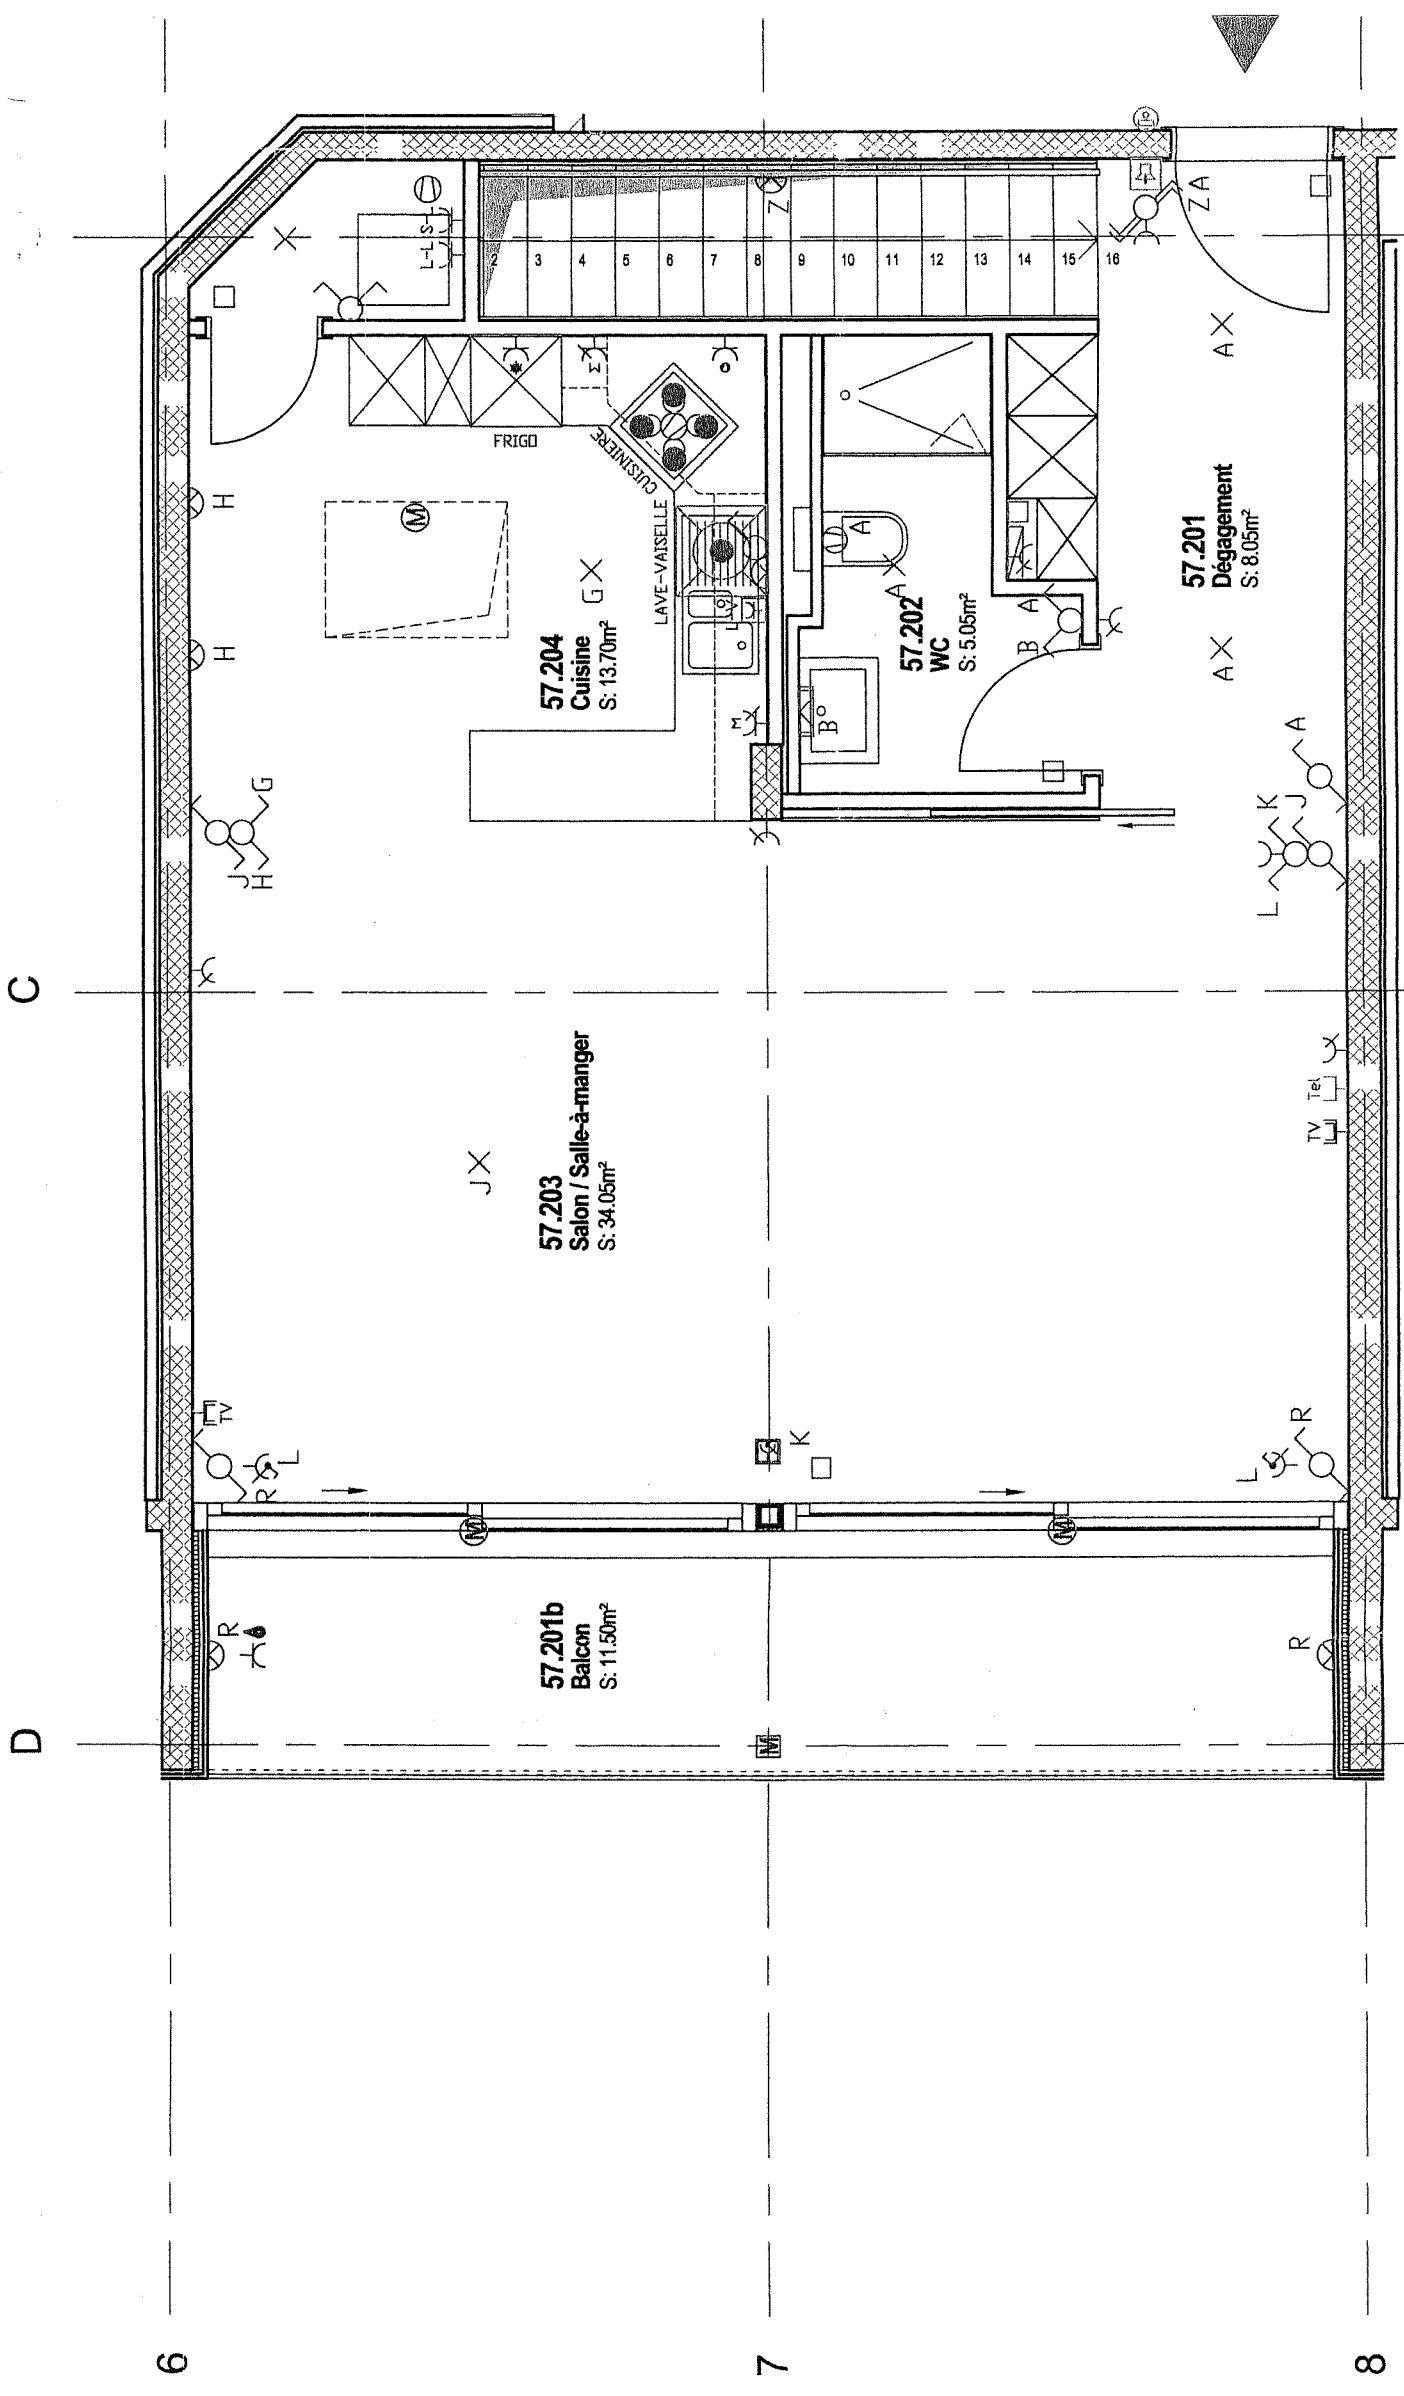 C
D
6
7
8
57.204
Cuisine
S: 13.70m²
FRIGO
CUISINIERE
LAVE-VAISELLE
57.203
Salon / Salle-à-manger
S: 34.05m²
57.201b
Balcon
S: 11.50m²
57.202
WC
S: 5.05m²
57.201
Dégagement
S: 8.05m²
2
3
4
5
6
7
8
9
10
11
12
13
14
15
16
L-L
S-L
Z
Z
A
H
H
G
M
G
J
H
J
M
A
A
B
A
B
A
A
A
K
J
L
Tel
TV
TV
L
R
K
L
R
M
M
R
R
M